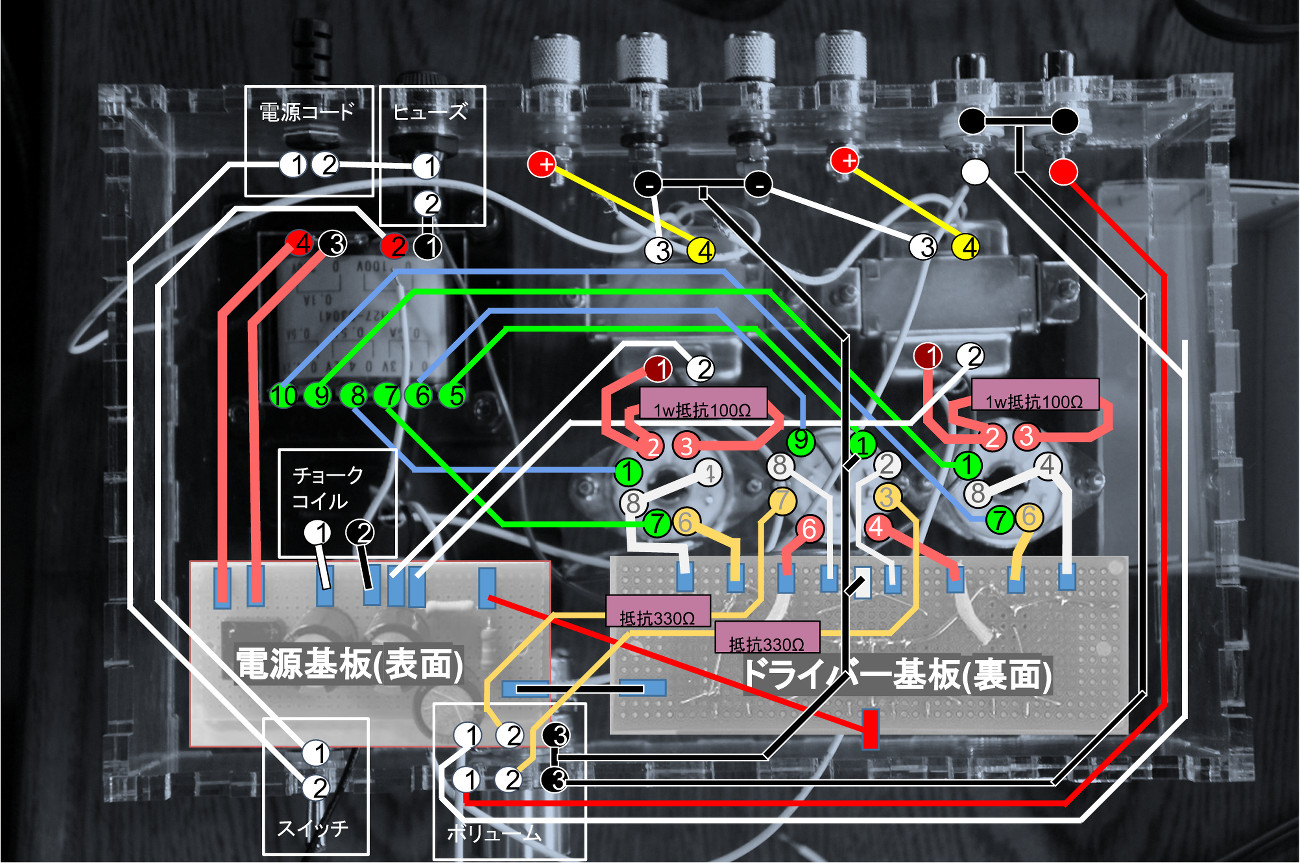 電源コード
ヒューズ
1 2
1
2
+
+
-
-
4 3 2 1
3 4
3 4
10 9 8 7 6 5
1 2
1 2
1w抵抗100Ω
1w抵抗100Ω
2 3
1
8 4
7 6
9 1
8 2
7 3
6 4
2 3
1 4
8
7 6
チョーク
コイル
1 2
抵抗330Ω
抵抗330Ω
電源基板(表面)
ドライバー基板(裏面)
1
2
スイッチ
1 2 3
1 2 3
ボリューム